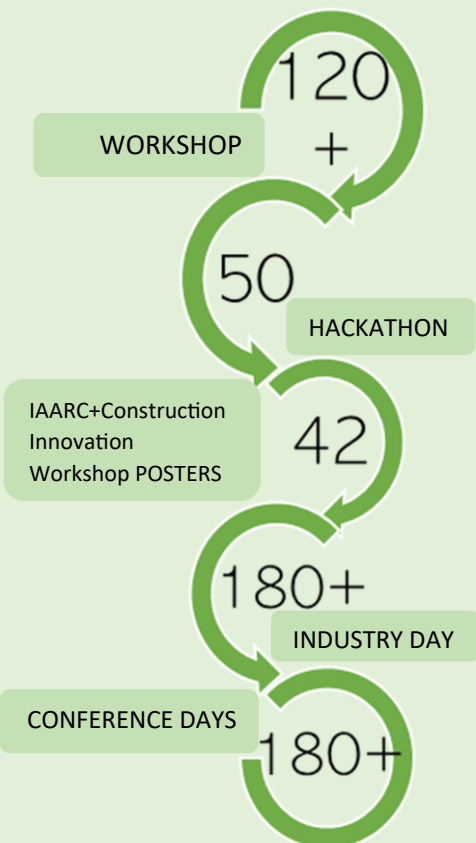 120
+
WORKSHOP
50
HACKATHON
IAARC+Construction
Innovation
Workshop POSTERS
42
180+
INDUSTRY DAY
CONFERENCE DAYS
180+